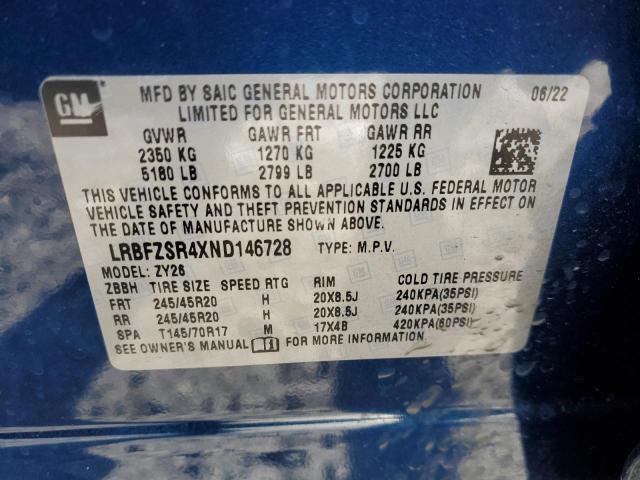 GM
MFD BY SAIC GENERAL MOTORS CORPORATION 06/22
LIMITED FOR GENERAL MOTORS LLC
GVWR GAWR FRT GAWR RR
2350 KG 1270 KG 1225 KG
5180 LB 2799 LB 2700 LB
THIS VEHICLE CONFORMS TO ALL APPLICABLE U.S. FEDERAL MOTOR
VEHICLE SAFETY AND THEFT PREVENTION STANDARDS IN EFFECT ON
THE DATE OF MANUFACTURE SHOWN ABOVE.
LRBFZSR4XND146728 TYPE: M.P.V.
MODEL: ZY26
ZBBH TIRE SIZE SPEED RTG RIM COLD TIRE PRESSURE
FRT 245/45R20 H 20X8.5J 240KPA(35PSI)
RR 245/45R20 H 20X8.5J 240KPA(35PSI)
SPA T145/70R17 M 17X4B 420KPA(60PSI)
SEE OWNER'S MANUAL FOR MORE INFORMATION